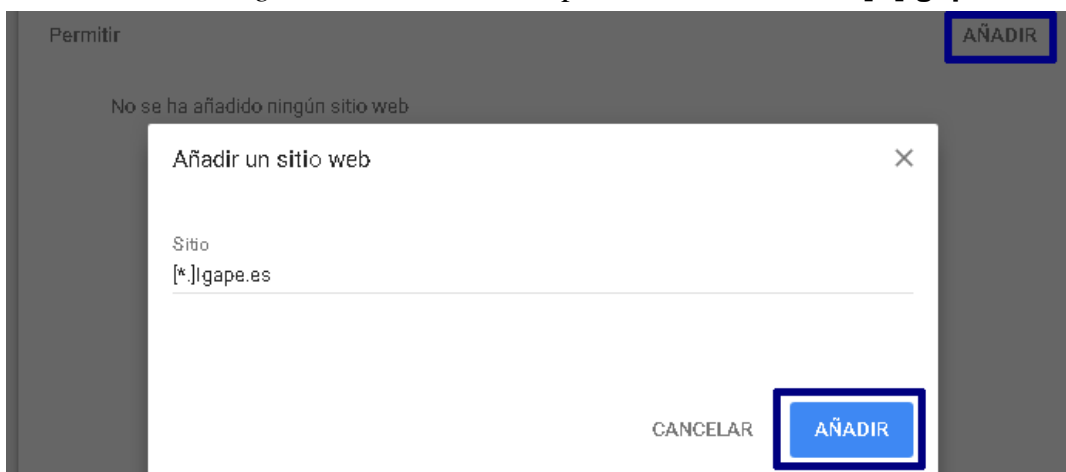 Permitir
AÑADIR
No se ha añadido ningún sitio web
Añadir un sitio web
Sitio
[*.]Igape.es
CANCELAR
AÑADIR